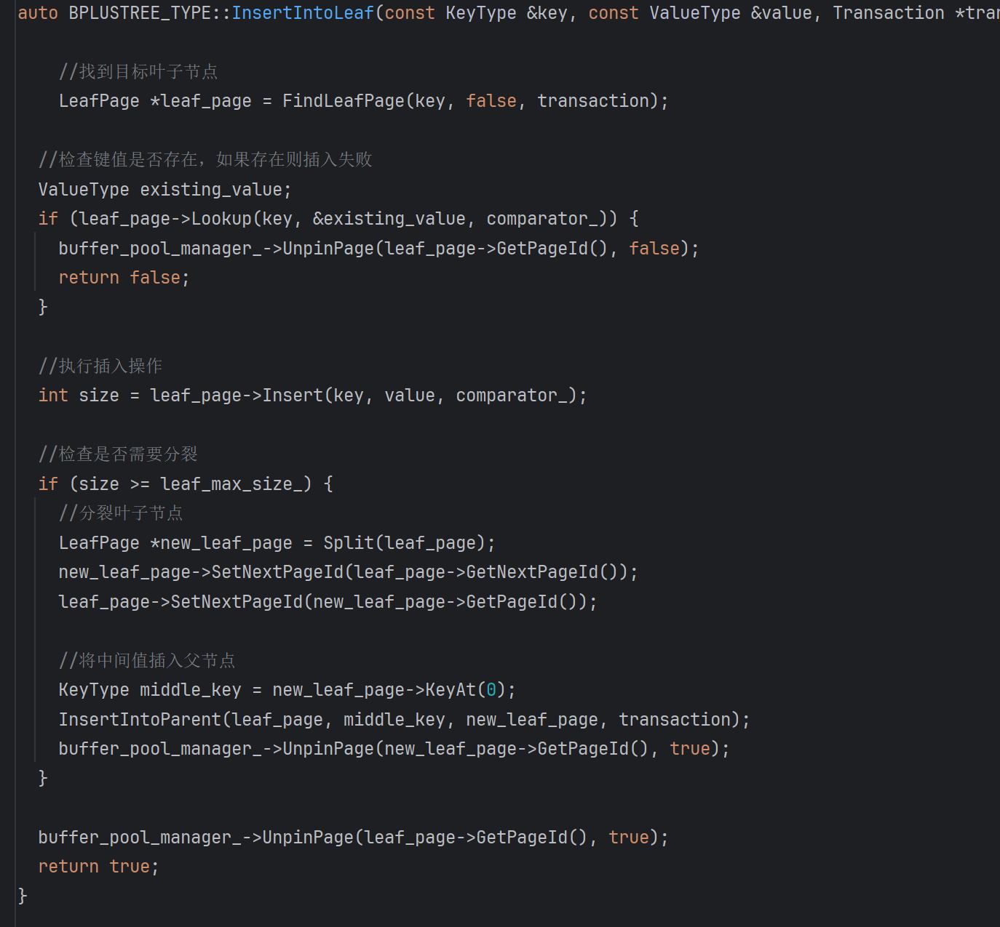 auto BPLUSTREE_TYPE::InsertIntoLeaf(const KeyType &key, const ValueType &value, Transaction *tran
//找到目标叶子节点
LeafPage *leaf_page = FindLeafPage(key, false, transaction);
//检查键值是否存在，如果存在则插入失败
ValueType existing_value;
if (leaf_page->Lookup(key, &existing_value, comparator_)) {
buffer_pool_manager_->UnpinPage(leaf_page->GetPageId(), false);
return false;
}
//执行插入操作
int size = leaf_page->Insert(key, value, comparator_);
//检查是否需要分裂
if (size >= leaf_max_size_) {
//分裂叶子节点
LeafPage *new_leaf_page = Split(leaf_page);
new_leaf_page->SetNextPageId(leaf_page->GetNextPageId());
leaf_page->SetNextPageId(new_leaf_page->GetPageId());
//将中间值插入父节点
KeyType middle_key = new_leaf_page->KeyAt(0);
InsertIntoParent(leaf_page, middle_key, new_leaf_page, transaction);
buffer_pool_manager_->UnpinPage(new_leaf_page->GetPageId(), true);
}
buffer_pool_manager_->UnpinPage(leaf_page->GetPageId(), true);
return true;
}